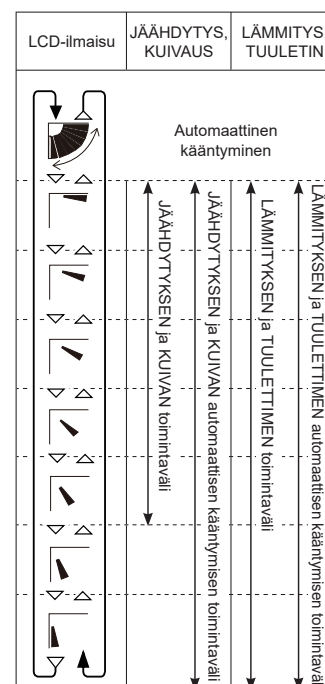 LCD-ilmaisu
JÄÄHDYTYS,
KUIVAUS
LÄMMITYS
TUULETIN
Automaattinen
kääntyminen
JÄÄHDYTYKSEN ja KUIVAN toimintaväli
JÄÄHDYTYKSEN ja KUIVAN automaattisen kääntymisen toimintaväli
LÄMMITYKSEN ja TUULETTIMEN toimintaväli
LÄMMITYKSEN ja TUULETTIMEN automaattisen kääntymisen toimintaväli